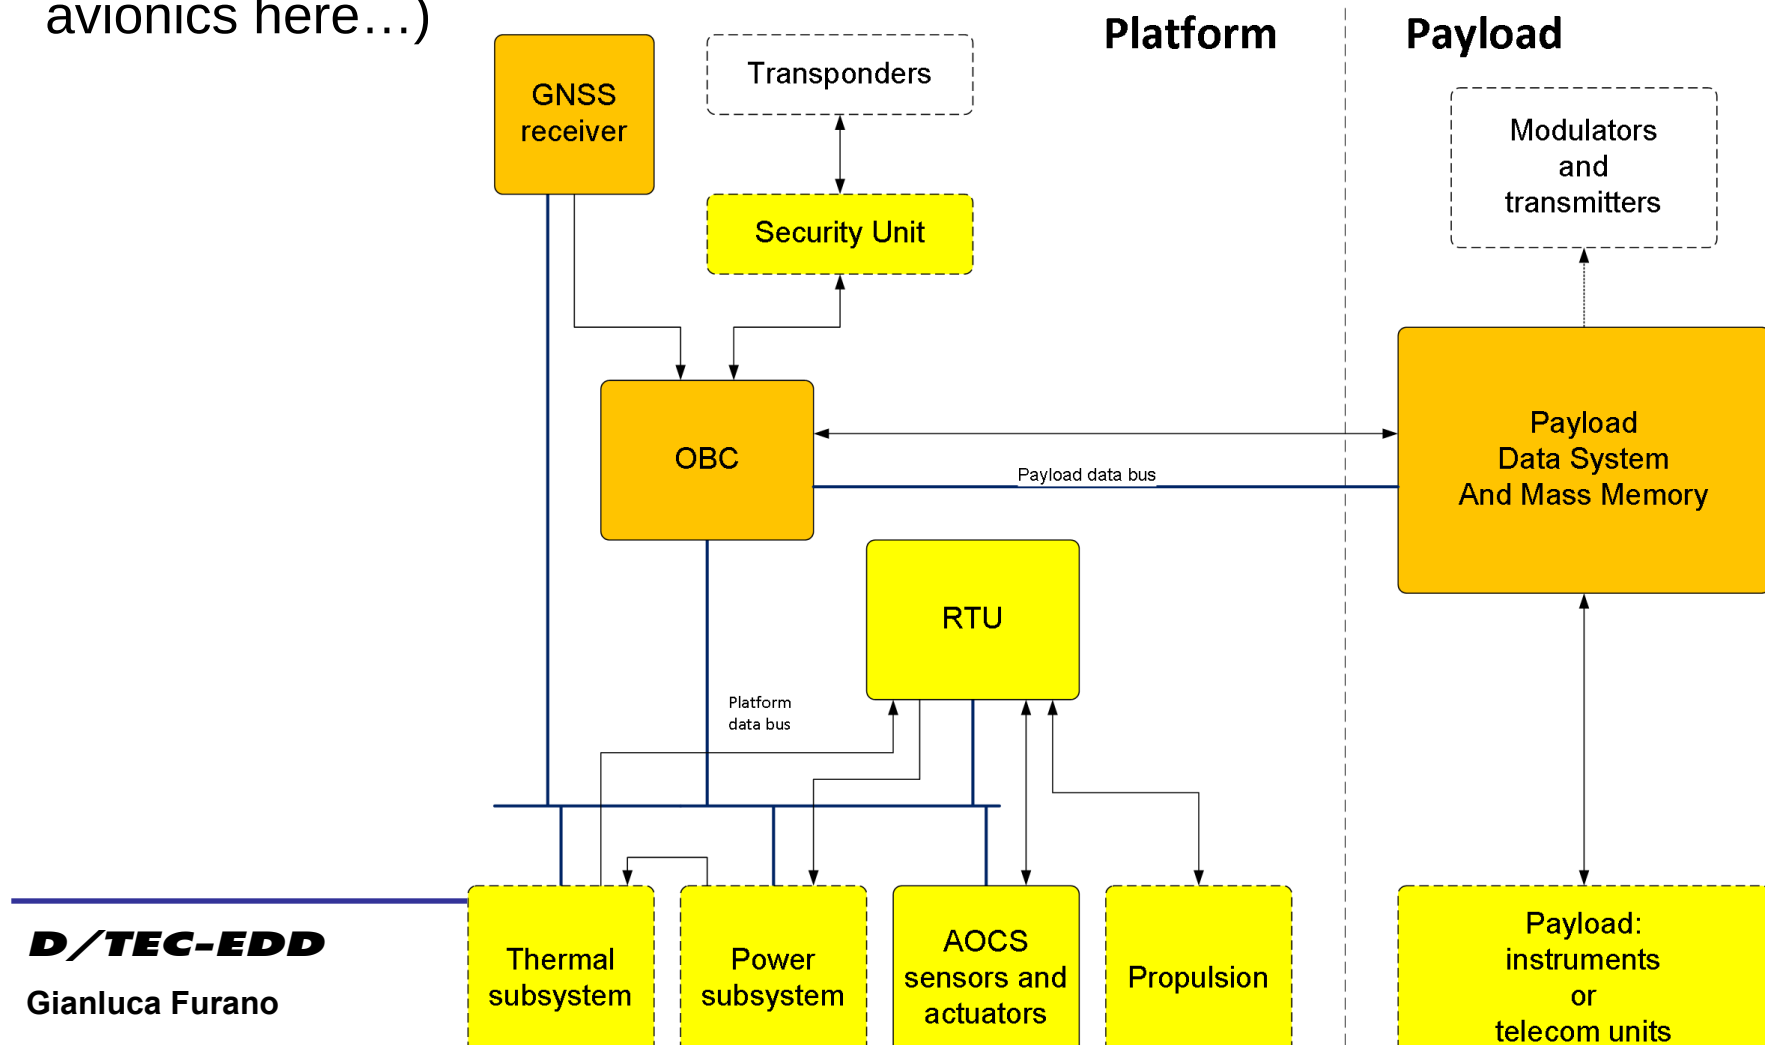 avionics here…)
Platform
Payload
GNSS
receiver
Transponders
Modulators
and
transmitters
Security Unit
OBC
Payload
Data System
And Mass Memory
Payload data bus
RTU
Platform
data bus
D/TEC-EDD
Gianluca Furano
Thermal
subsystem
Power
subsystem
AOCS
sensors and
actuators
Propulsion
Payload:
instruments
or
telecom units